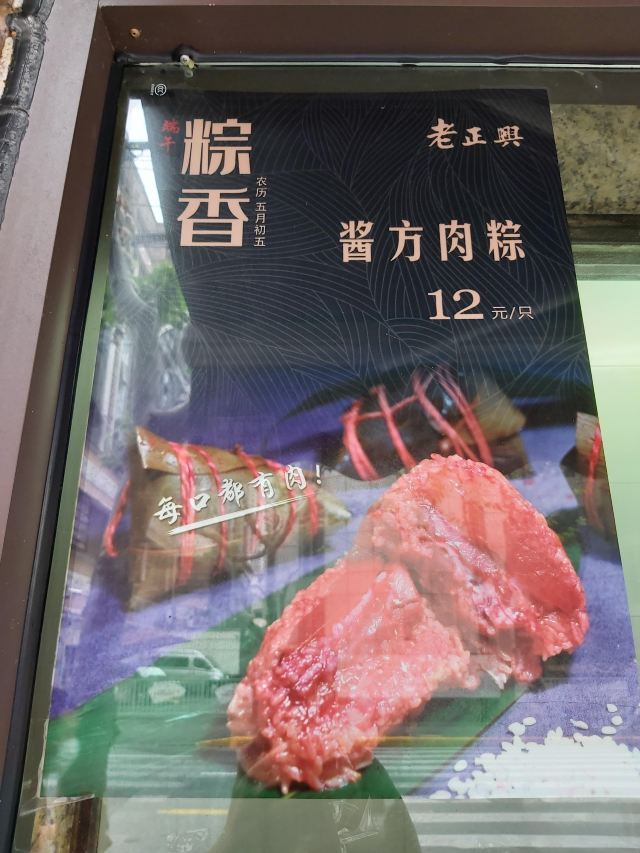 端午
粽香
农历 五月初五
老正興
酱方肉粽
12元/只
每口都有肉!